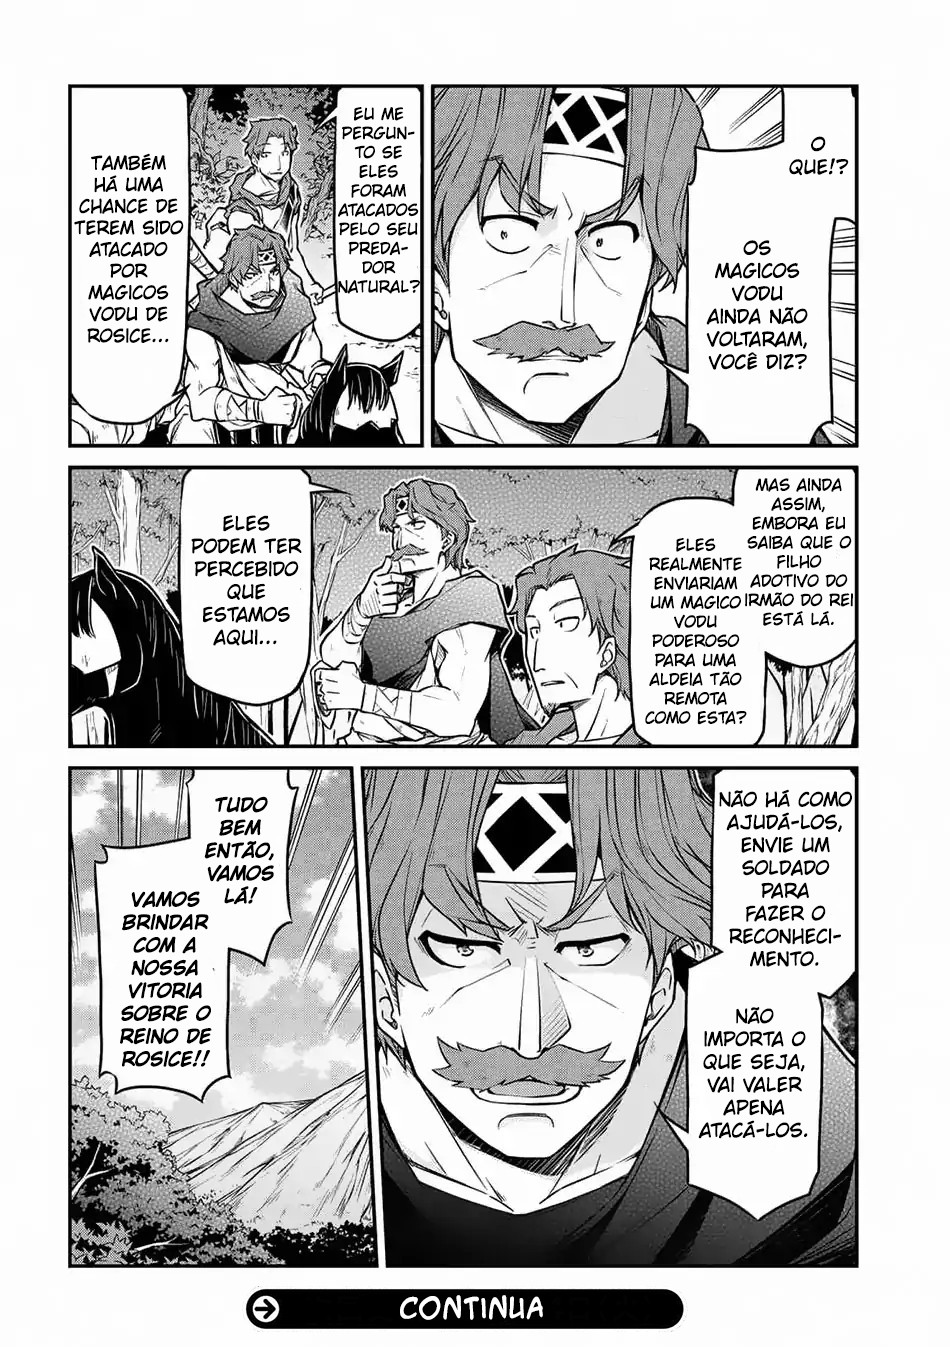 O
QUE!?
OS
MAGICOS
VODU
AINDA NÃO
VOLTARAM,
VOCÊ DIZ?
EU ME
PERGUN-
TO SE
ELES
FORAM
ATACADOS
PELO SEU
PREDA-
DOR
NATURAL?
TAMBÉM
HÁ UMA
CHANCE DE
TEREM SIDO
ATACADO
POR
MAGICOS
VODU DE
ROSICE...
MAS AINDA
ASSIM,
EMBORA EU
SAIBA QUE O
FILHO
ADOTIVO DO
IRMÃO DO REI
ESTÁ LÁ.
ELES
REALMENTE
ENVIARIAM
UM MAGICO
VODU
PODEROSO
PARA UMA
ALDEIA TÃO
REMOTA
COMO ESTA?
ELES
PODEM TER
PERCEBIDO
QUE
ESTAMOS
AQUI...
NÃO HÁ COMO
AJUDÁ-LOS,
ENVIE UM
SOLDADO
PARA
FAZER O
RECONHECI-
MENTO.
NÃO
IMPORTA O
QUE SEJA,
VAI VALER
APENA
ATACÁ-LOS.
TUDO
BEM
ENTÃO,
VAMOS
LÁ!
VAMOS
BRINDAR
COM A
NOSSA
VITORIA
SOBRE O
REINO DE
ROSICE!!
CONTINUA